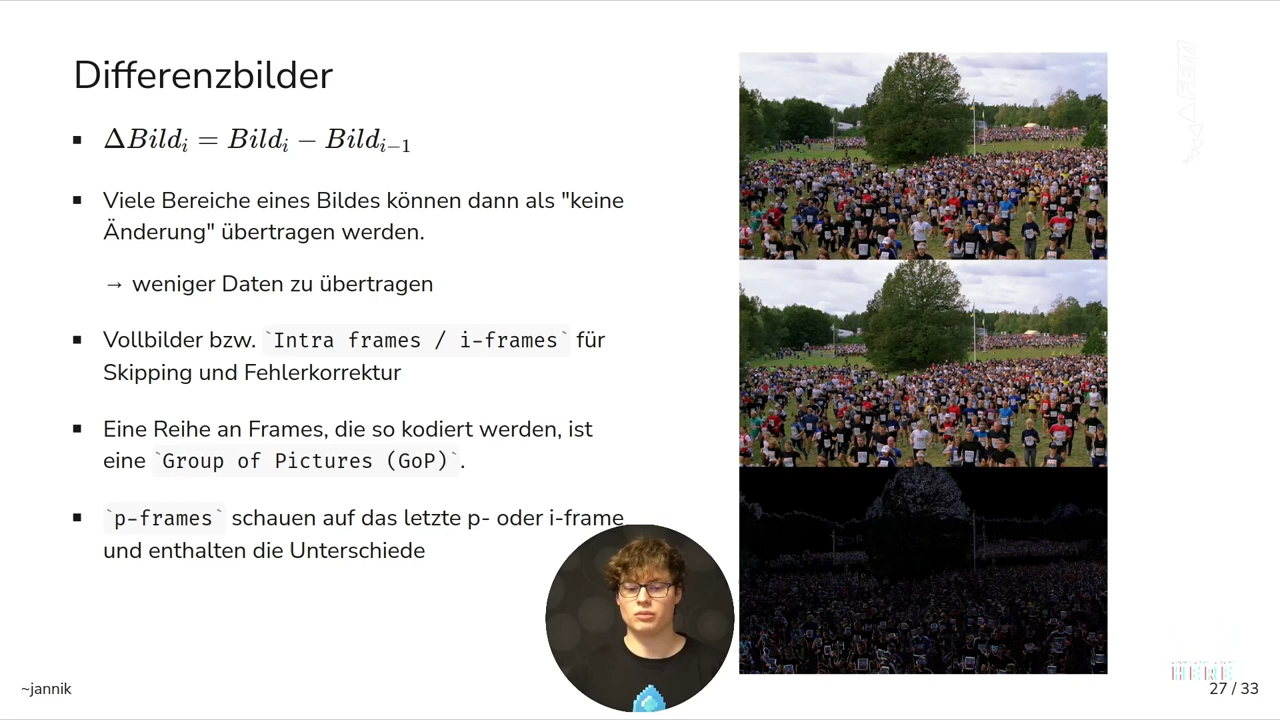 Differenzbilder
ΔBild_i = Bild_i − Bild_{i−1}
Viele Bereiche eines Bildes können dann als "keine
Änderung" übertragen werden.
→ weniger Daten zu übertragen
Vollbilder bzw. `Intra frames / i-frames` für
Skipping und Fehlerkorrektur
Eine Reihe an Frames, die so kodiert werden, ist
eine `Group of Pictures (GoP)`.
`p-frames` schauen auf das letzte p- oder i-frame
und enthalten die Unterschiede
FEM
~jannik
27 / 33